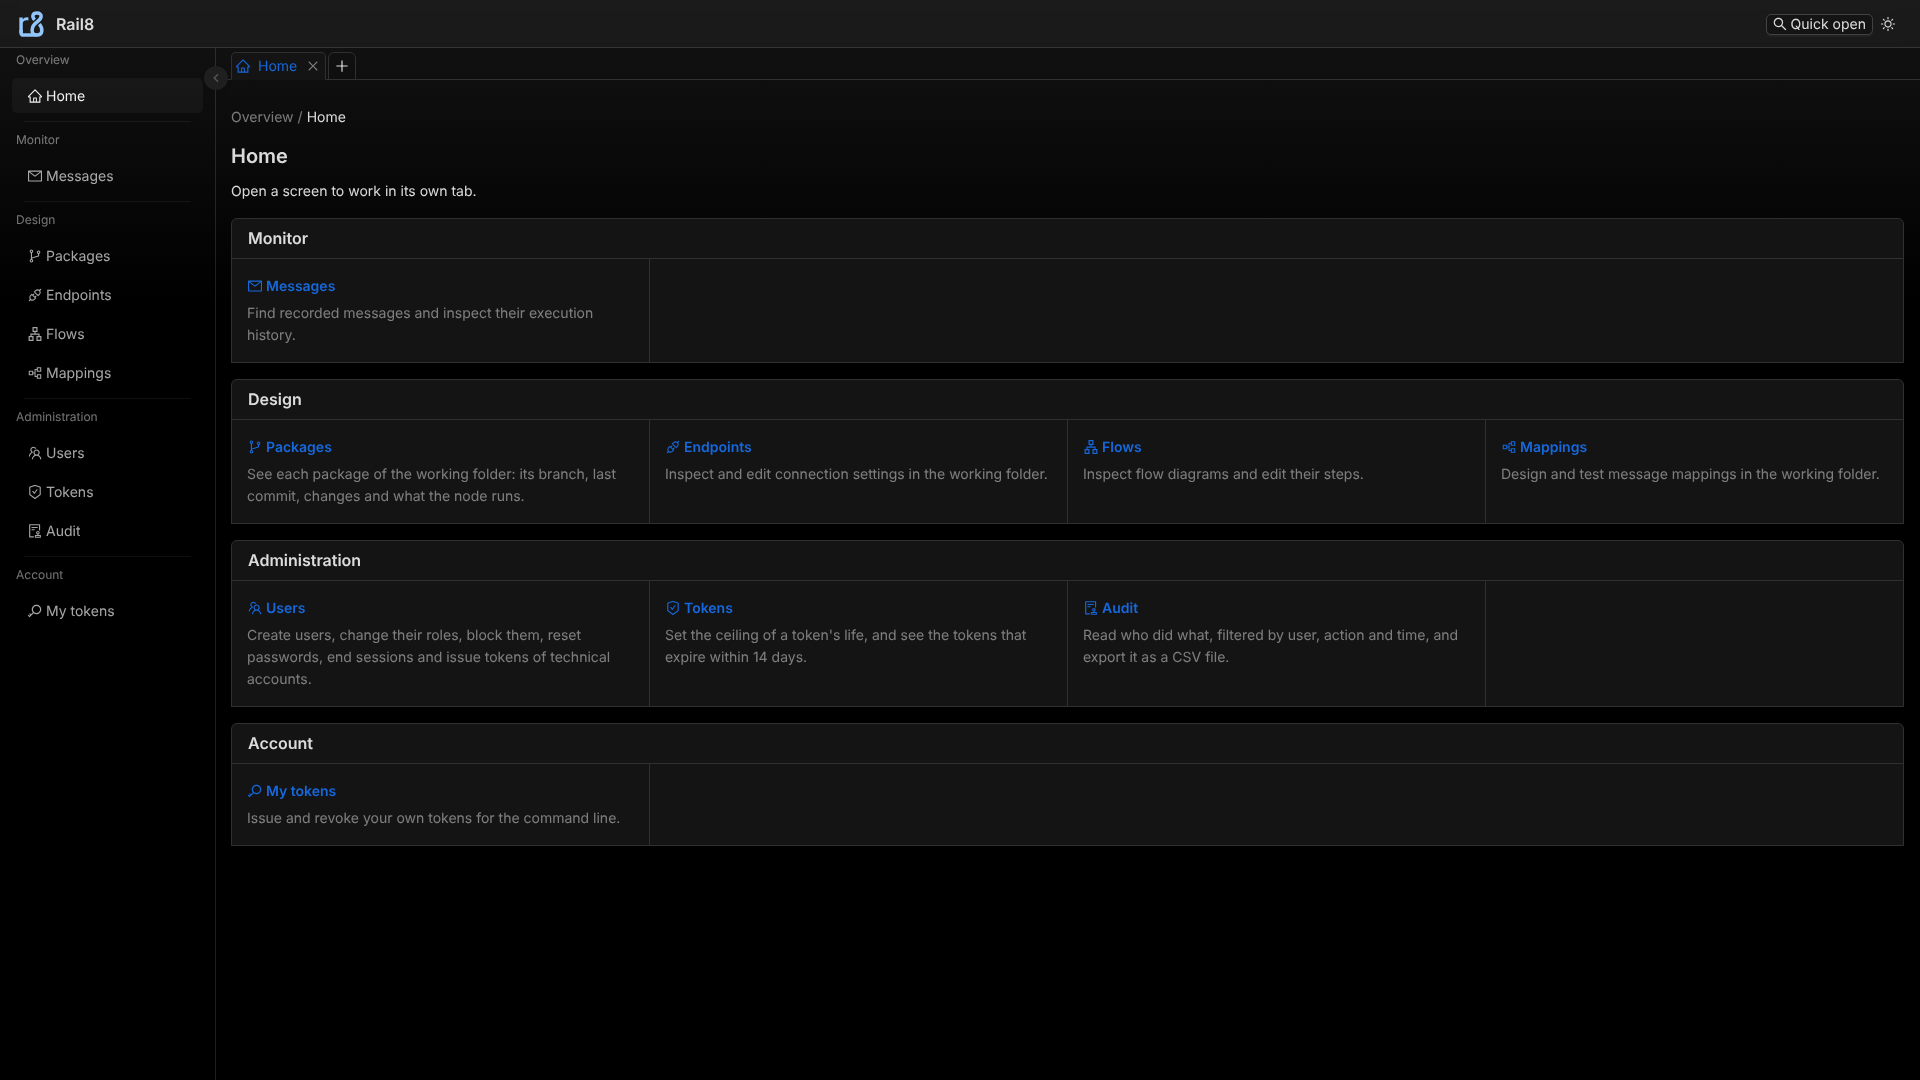 r8 Rail8
Quick open
Overview
Home
Monitor
Messages
Design
Packages
Endpoints
Flows
Mappings
Administration
Users
Tokens
Audit
Account
My tokens
Home
Overview / Home
Home
Open a screen to work in its own tab.
Monitor
Messages
Find recorded messages and inspect their execution
history.
Design
Packages
See each package of the working folder: its branch, last
commit, changes and what the node runs.
Endpoints
Inspect and edit connection settings in the working folder.
Flows
Inspect flow diagrams and edit their steps.
Mappings
Design and test message mappings in the working folder.
Administration
Users
Create users, change their roles, block them, reset
passwords, end sessions and issue tokens of technical
accounts.
Tokens
Set the ceiling of a token's life, and see the tokens that
expire within 14 days.
Audit
Read who did what, filtered by user, action and time, and
export it as a CSV file.
Account
My tokens
Issue and revoke your own tokens for the command line.